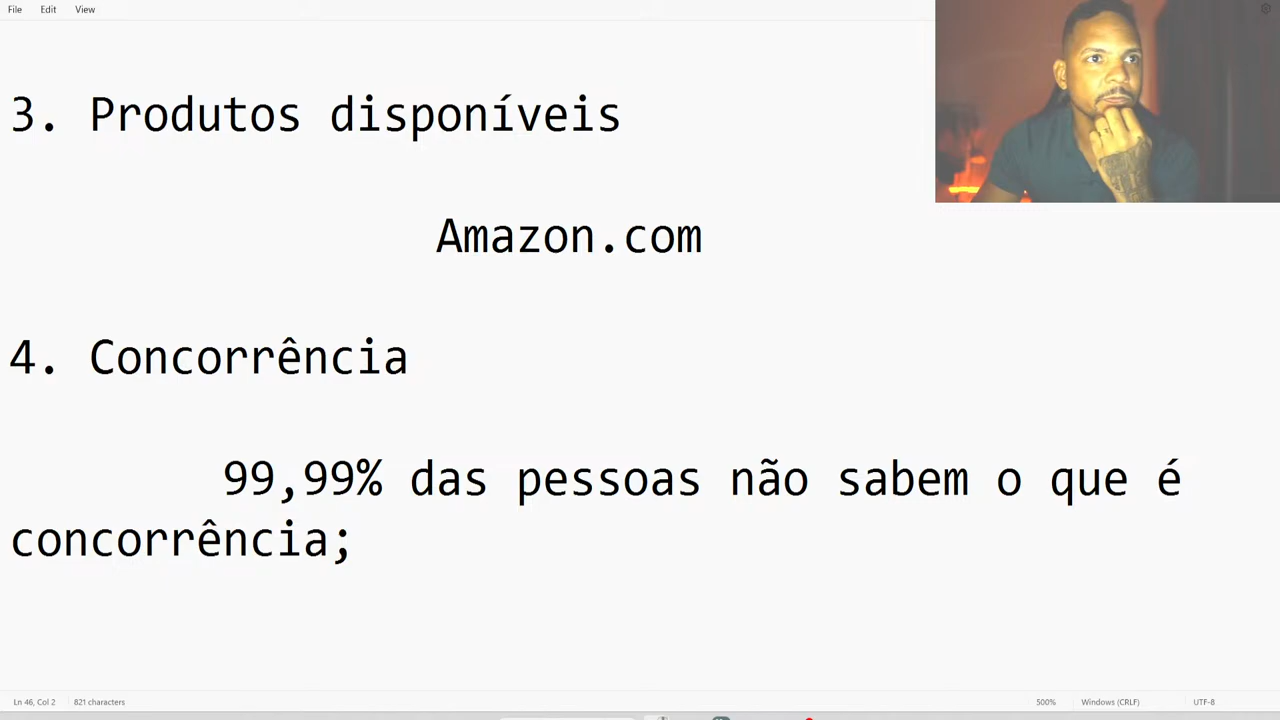 File Edit View
3. Produtos disponíveis
Amazon.com
4. Concorrência
99,99% das pessoas não sabem o que é
concorrência;
Ln 46, Col 2 821 characters 500% Windows (CRLF) UTF-8